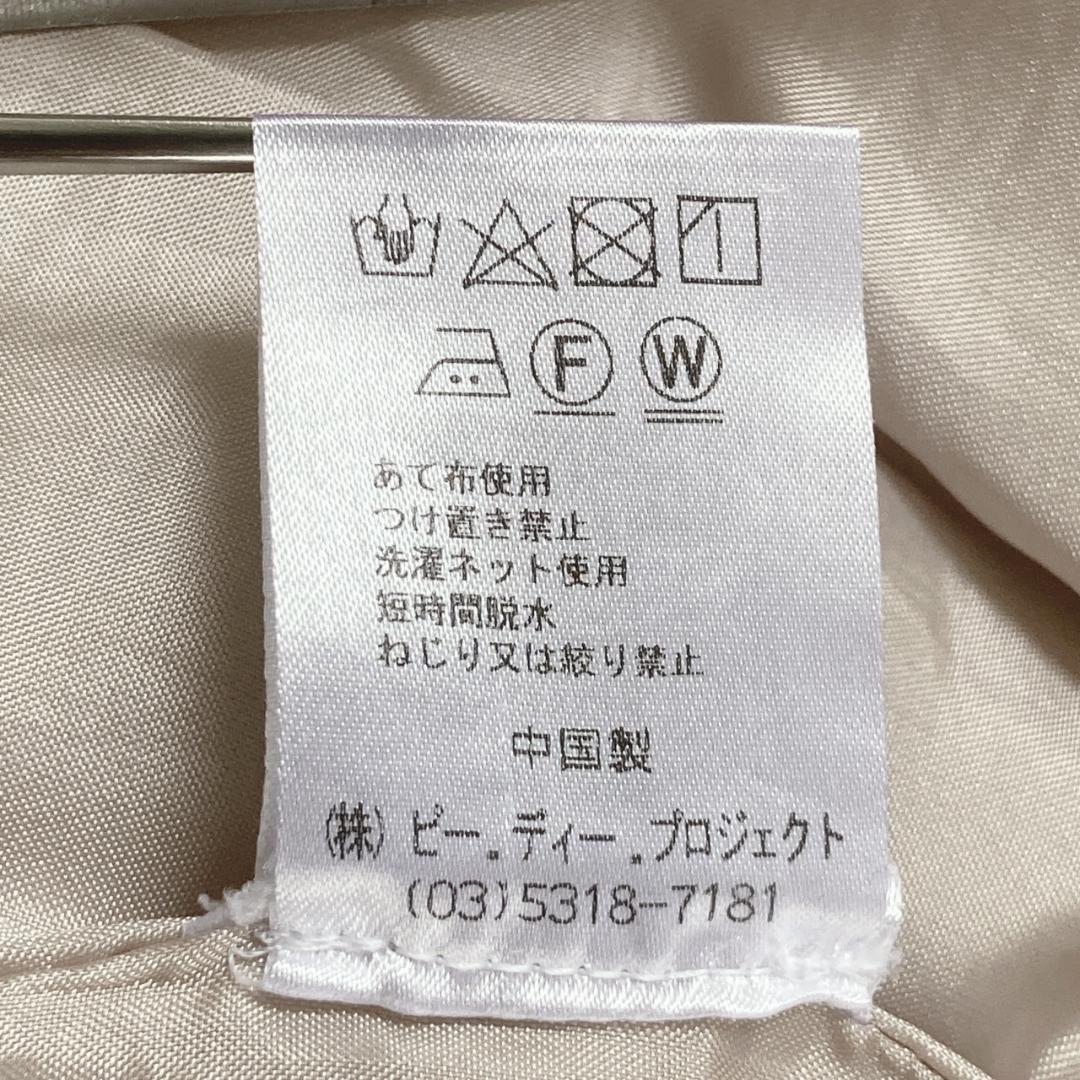 F W
あて布使用
つけ置き禁止
洗濯ネット使用
短時間脱水
ねじり又は絞り禁止
中国製
(株) ピー.ディー.プロジェクト
(03)5318-7181